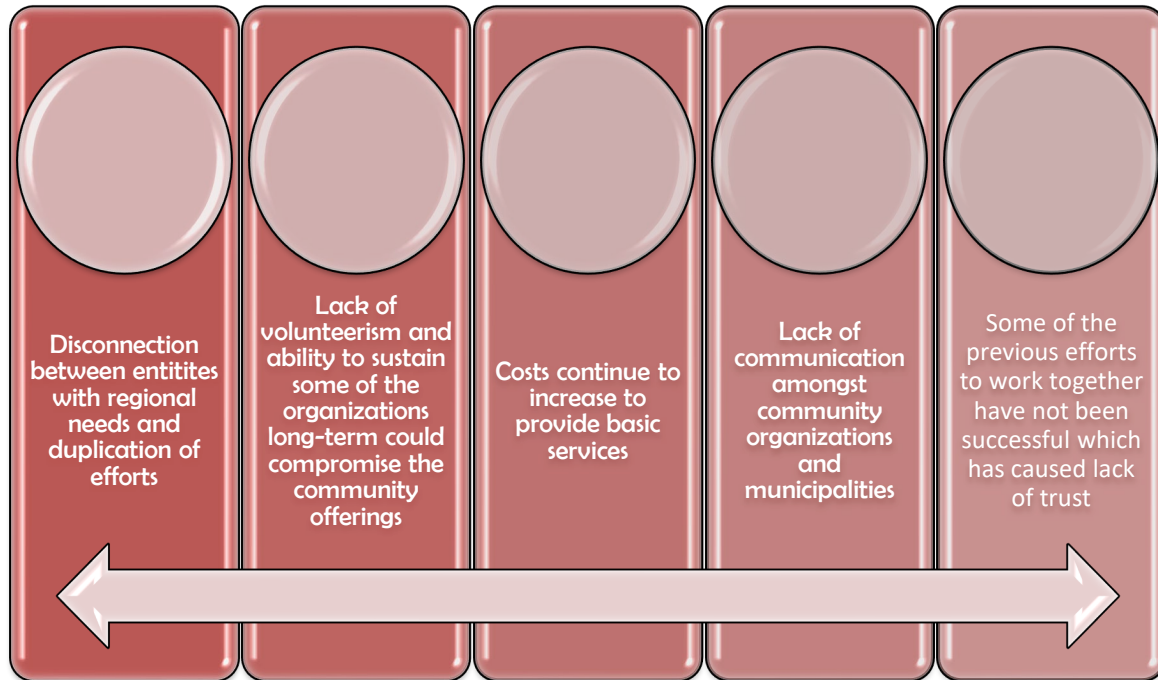 Disconnection
between entitites
with regional
needs and
duplication of
efforts
Lack of
volunteerism and
ability to sustain
some of the
organizations
long-term could
compromise the
community
offerings
Costs continue to
increase to
provide basic
services
Lack of
communication
amongst
community
organizations
and
municipalities
Some of the
previous efforts
to work together
have not been
successful which
has caused lack
of trust